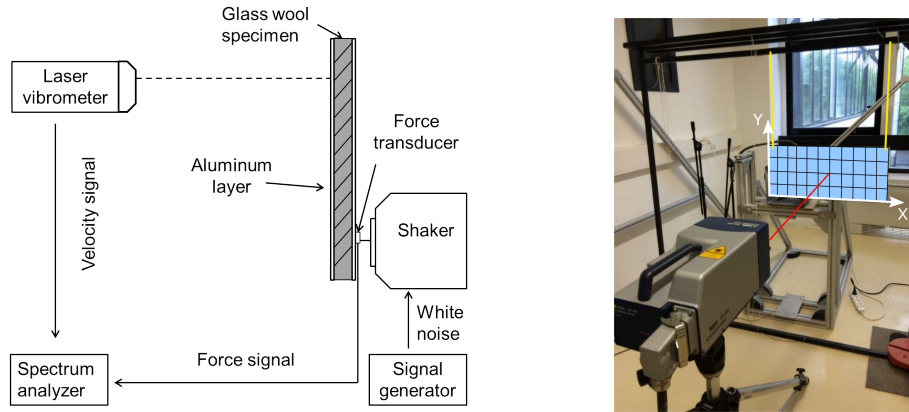 Glass wool
specimen
Laser
vibrometer
Force
transducer
Aluminum
layer
Velocity signal
Shaker
White
noise
Force signal
Spectrum
analyzer
Signal
generator
Y
X